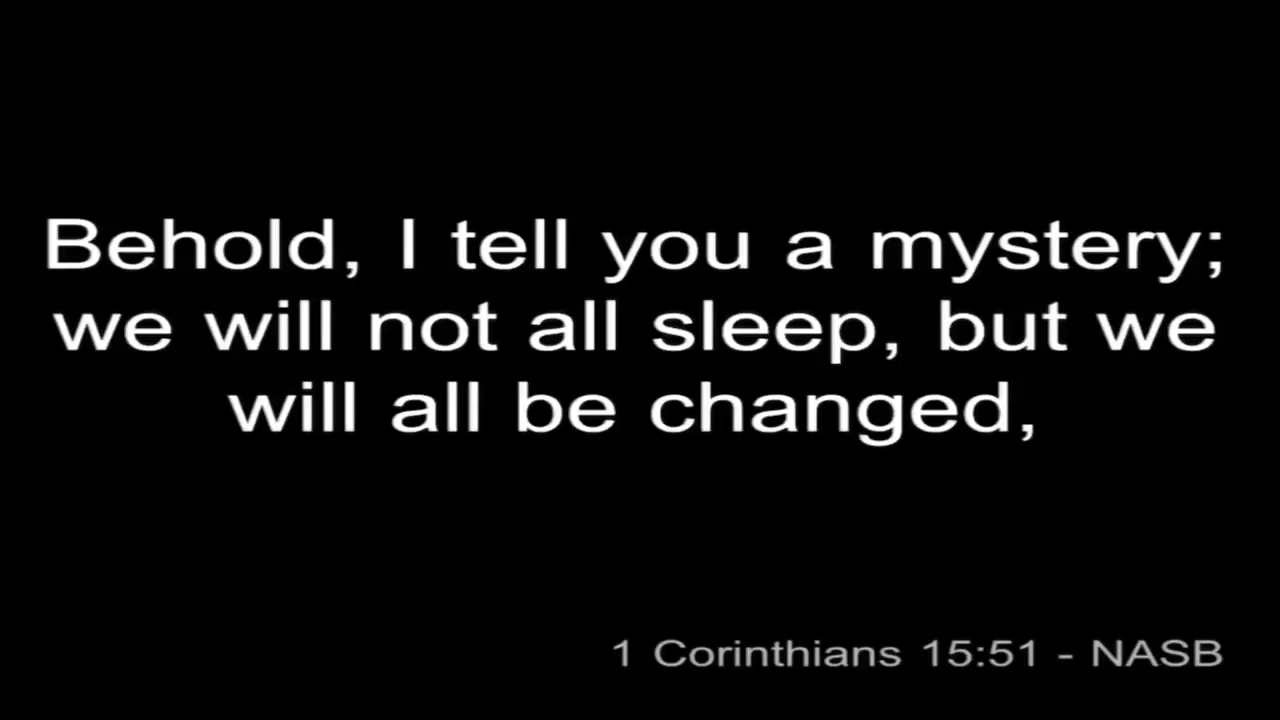 Behold, I tell you a mystery;
we will not all sleep, but we
will all be changed,
1 Corinthians 15:51 - NASB